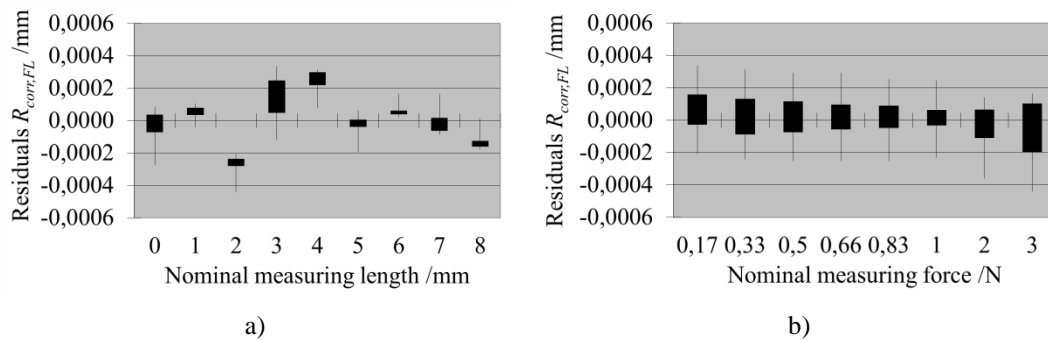 Residuals R_corr,FL /mm
0,0006
0,0004
0,0002
0,0000
-0,0002
-0,0004
-0,0006
0 1 2 3 4 5 6 7 8
Nominal measuring length /mm
a)
Residuals R_corr,FL /mm
0,0006
0,0004
0,0002
0,0000
-0,0002
-0,0004
-0,0006
0,17 0,33 0,5 0,66 0,83 1 2 3
Nominal measuring force /N
b)